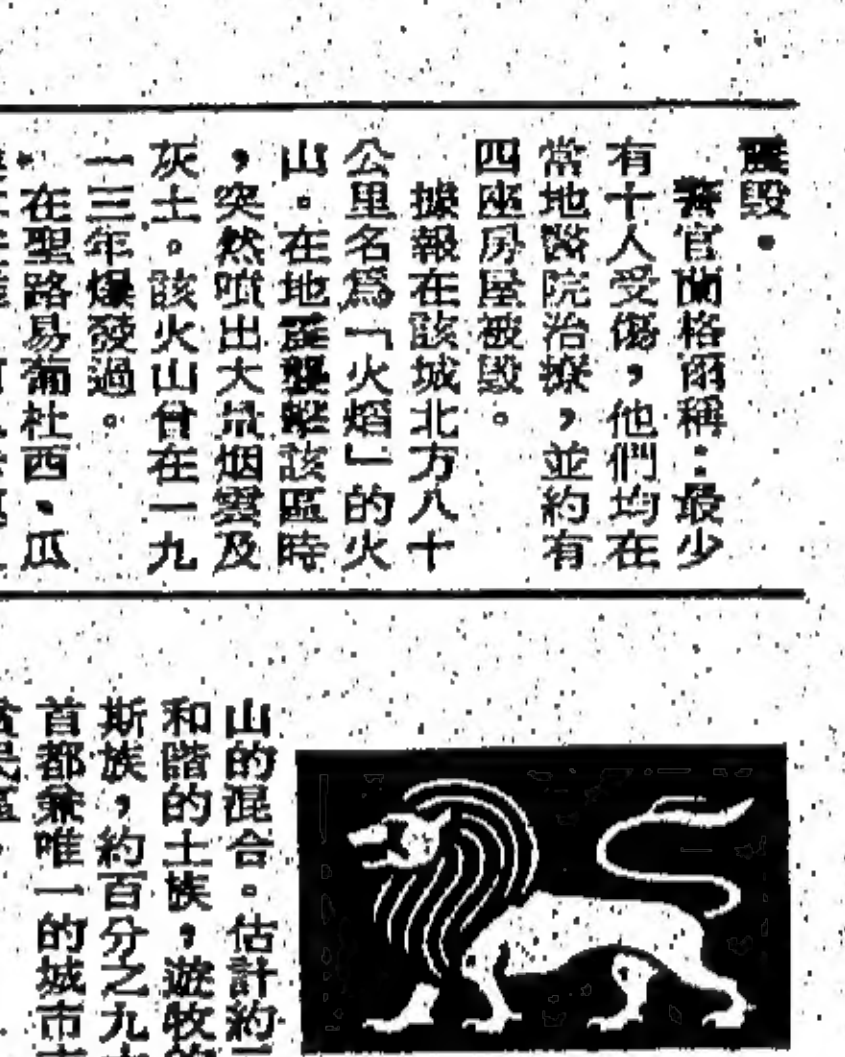 震毀。
警官蘭格爾稱:最少
有十人受傷,他們均在
當地醫院治療,並約有
四座房屋被毀。
據報在該城北方八十
公里名爲「火焰」的火
山。在地震襲擊該區時
,突然噴出大量烟雲及
灰土。該火山曾在一九
一三年爆發過。
在聖路易葡杜西、瓜
山的混合。估計約
和諧的土族,遊牧的
斯族,約百分之九
首都兼唯一的城市
貧民區,